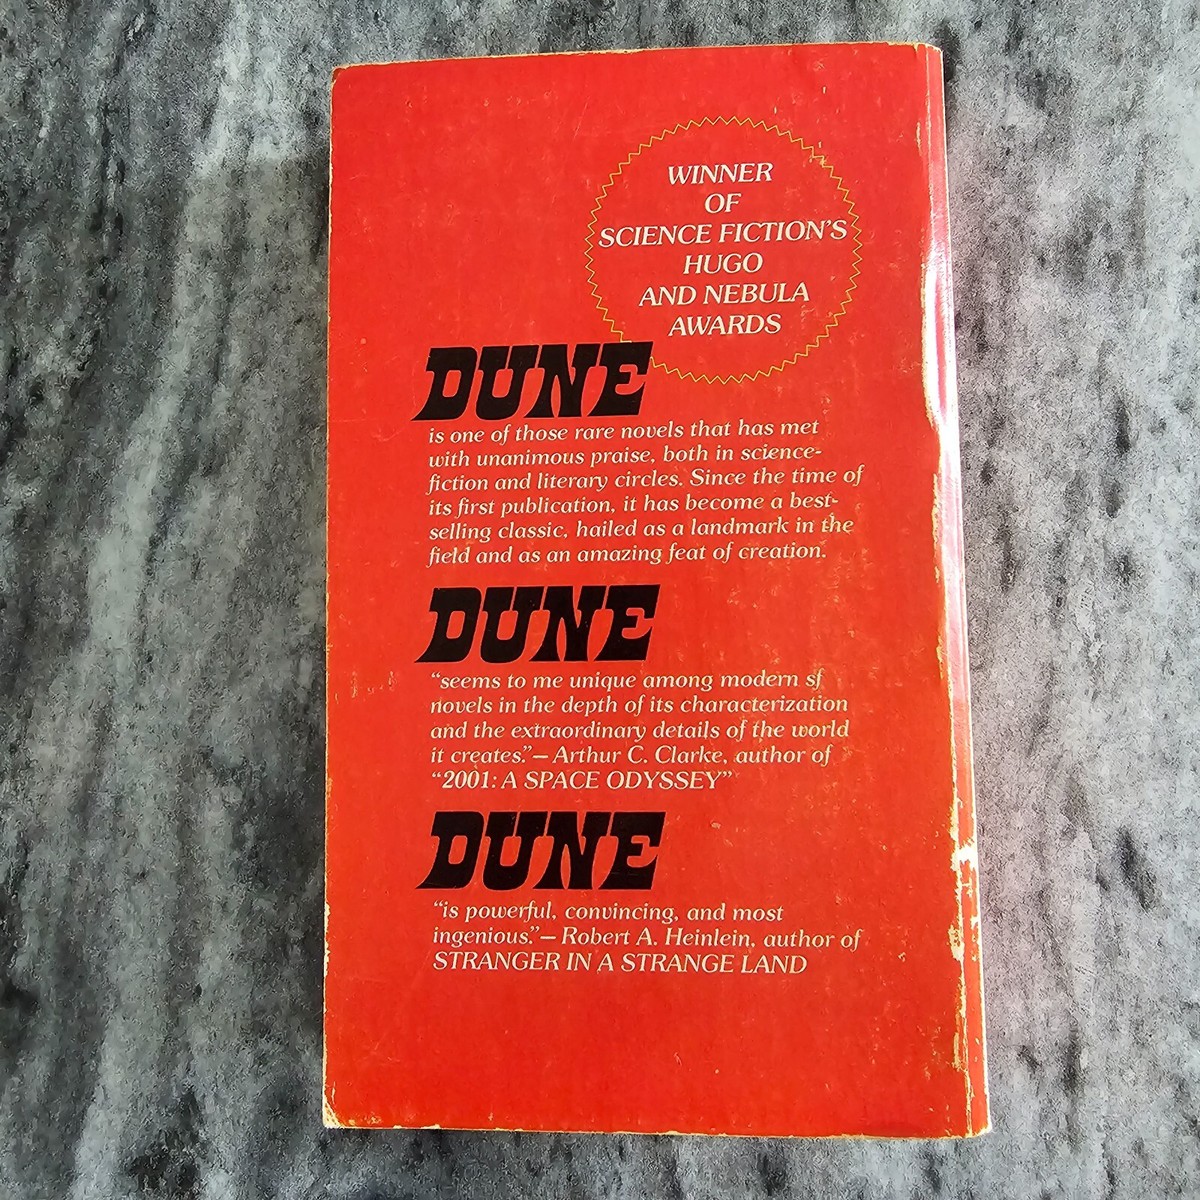 WINNER
OF
SCIENCE FICTION'S
HUGO
AND NEBULA
AWARDS
DUNE
is one of those rare novels that has met
with unanimous praise, both in science-
fiction and literary circles. Since the time of
its first publication, it has become a best-
selling classic, hailed as a landmark in the
field and as an amazing feat of creation.
DUNE
“seems to me unique among modern sf
novels in the depth of its characterization
and the extraordinary details of the world
it creates.”—Arthur C. Clarke, author of
“2001: A SPACE ODYSSEY”
DUNE
“is powerful, convincing, and most
ingenious.”—Robert A. Heinlein, author of
STRANGER IN A STRANGE LAND